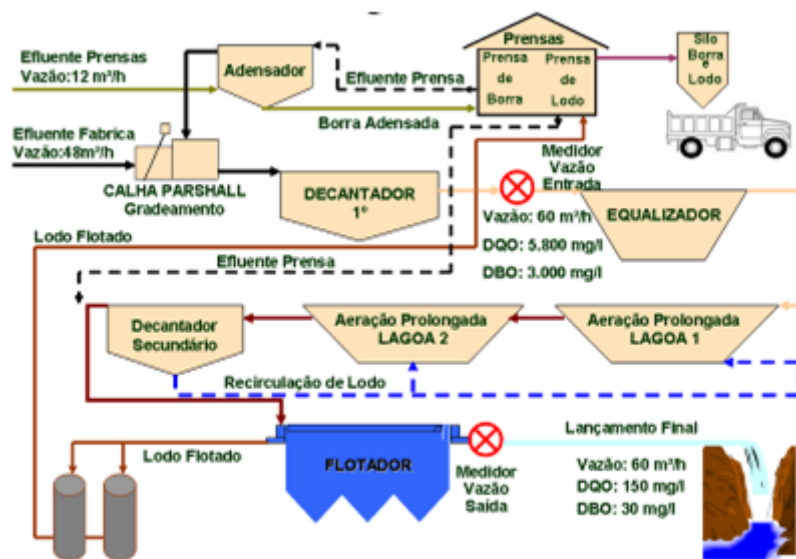 Efluente Prensas
Vazão:12 m³/h
Adensador
Efluente Prensa
Prensas
Prensa
de
Borra
Prensa
de
Lodo
Silo
Borra
e
Lodo
Borra Adensada
Efluente Fabrica
Vazão:48m³/h
CALHA PARSHALL
Gradeamento
DECANTADOR
1º
Medidor
Vazão
Entrada
Vazão: 60 m³/h
DQO: 5.800 mg/l
DBO: 3.000 mg/l
EQUALIZADOR
Lodo Flotado
Efluente Prensa
Decantador
Secundário
Aeração Prolongada
LAGOA 2
Aeração Prolongada
LAGOA 1
Recirculação de Lodo
Lodo Flotado
FLOTADOR
Medidor
Vazão
Saída
Lançamento Final
Vazão: 60 m³/h
DQO: 150 mg/l
DBO: 30 mg/l